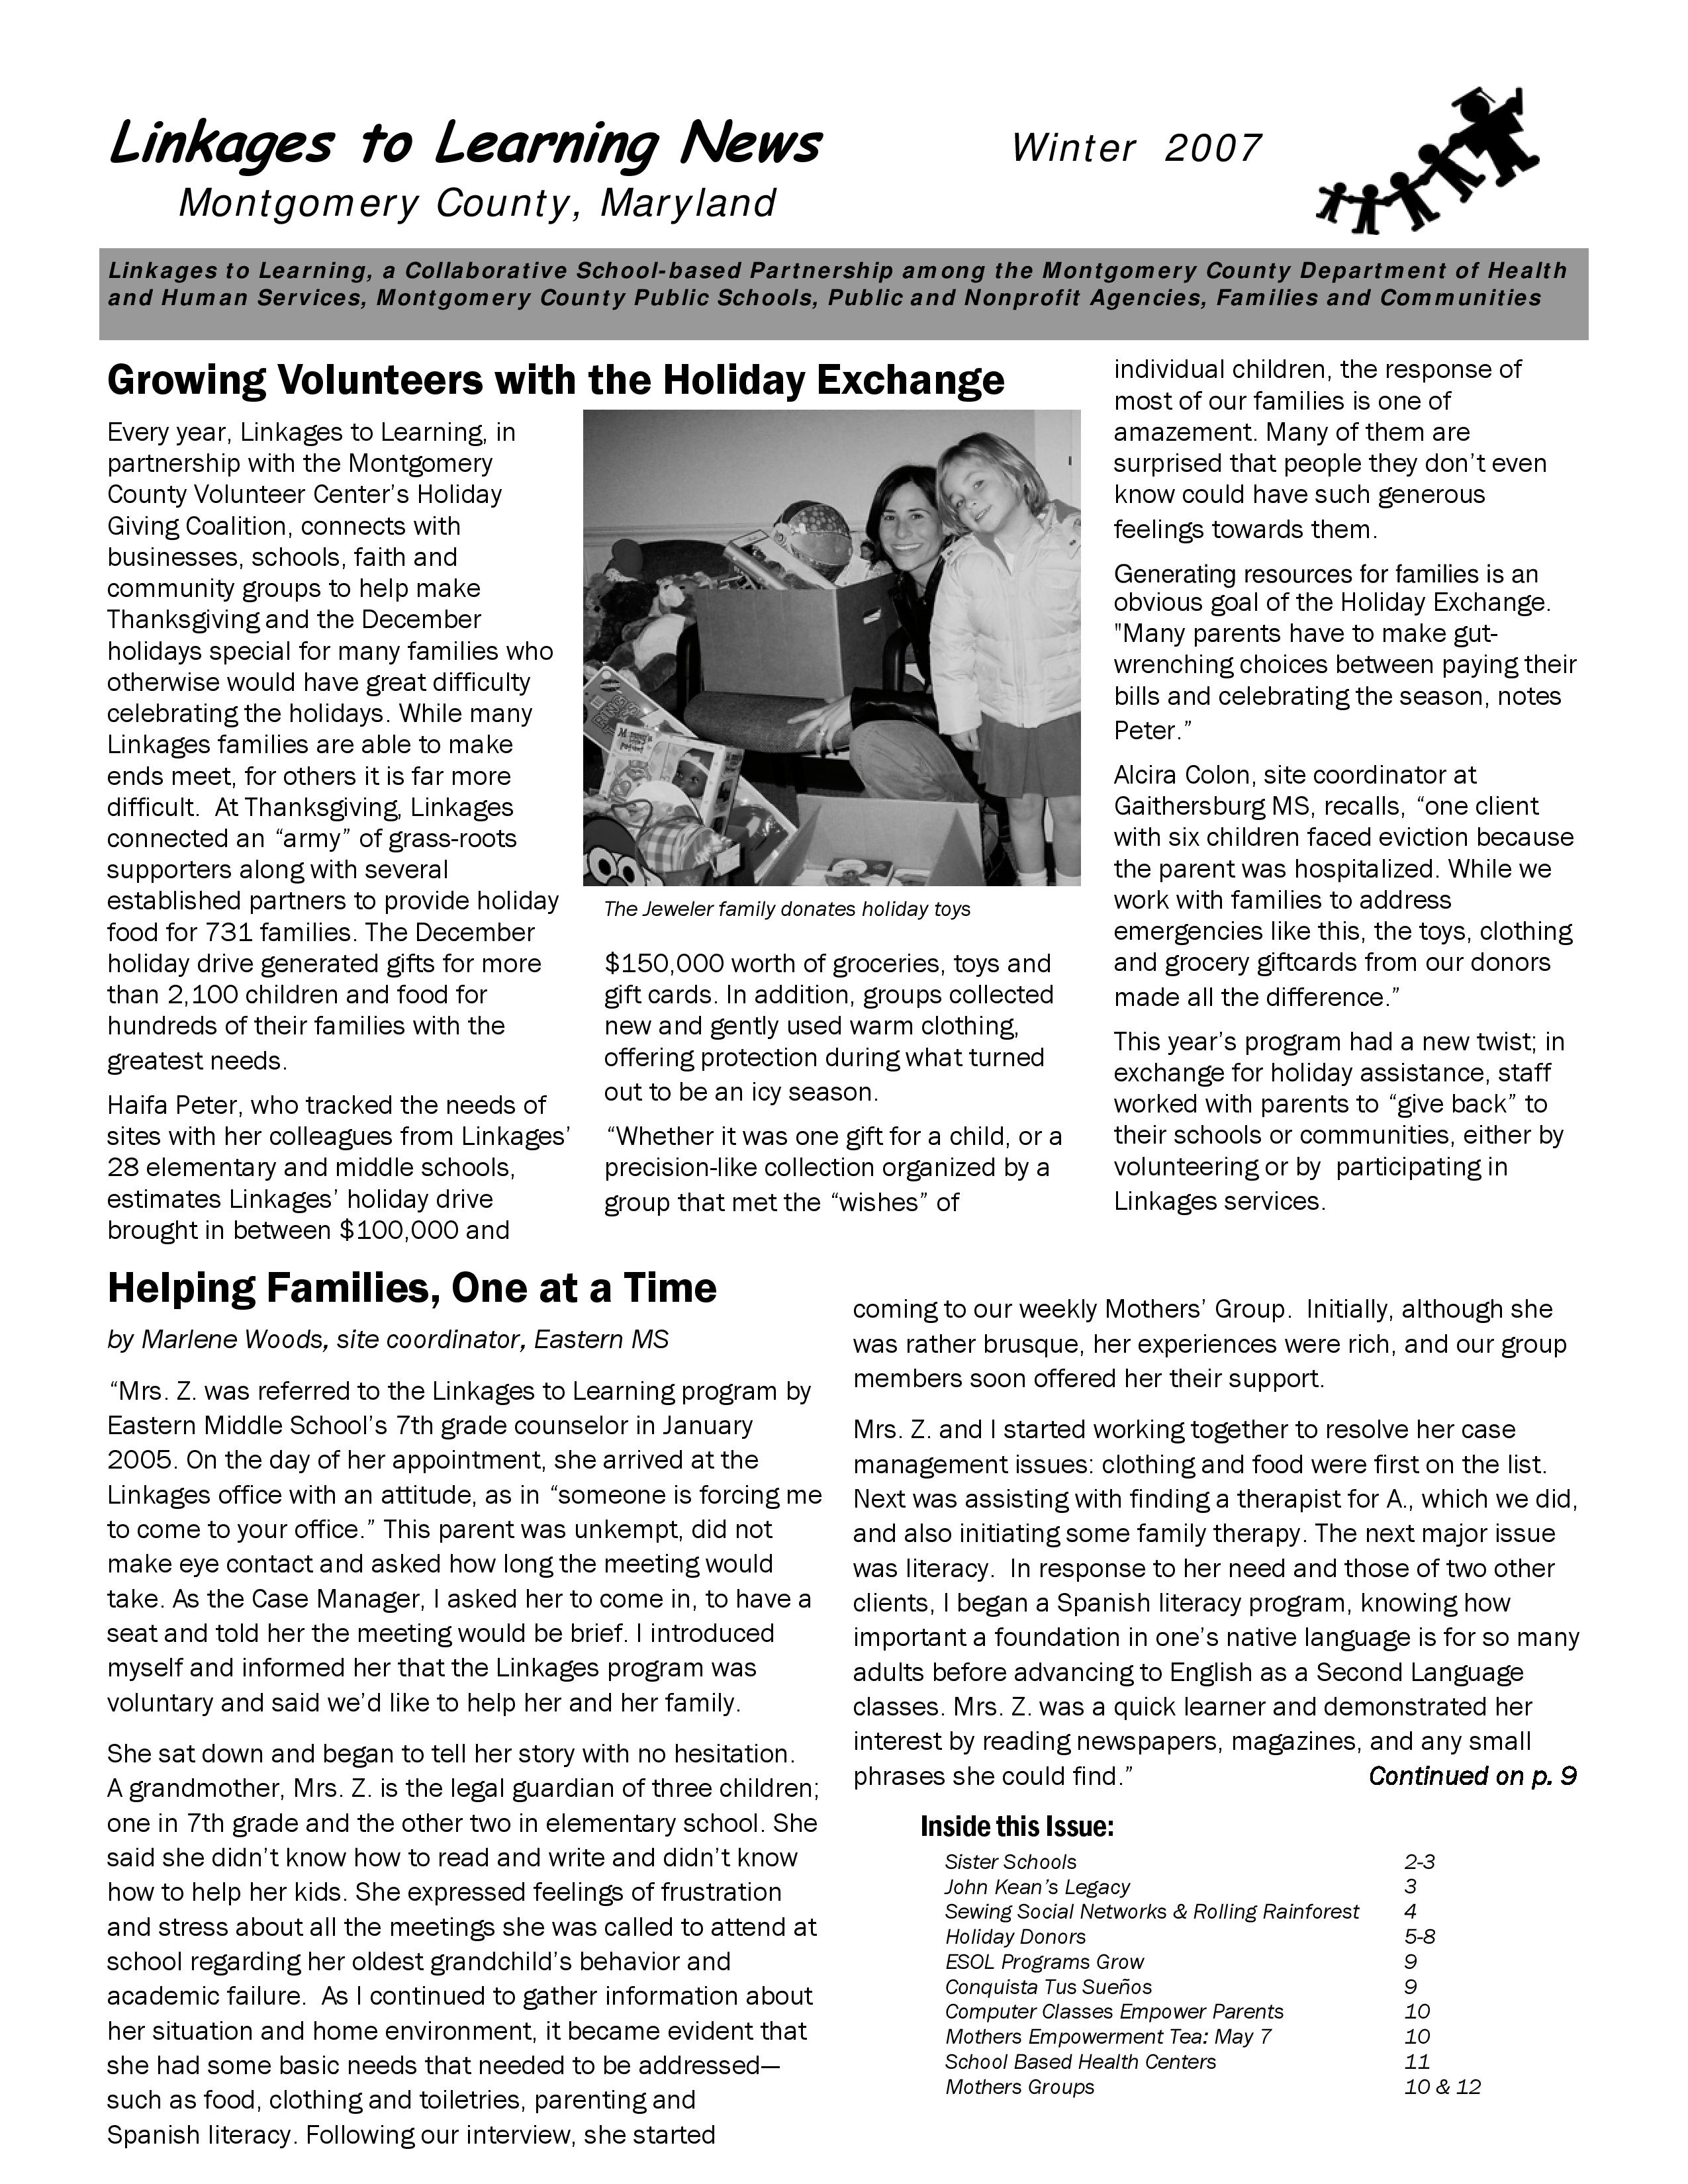 Linkages to Learning News
Winter 2007
Montgomery County, Maryland
Linkages to Learning, a Collaborative School-based Partnership among the Montgomery County Department of Health
and Human Services, Montgomery County Public Schools, Public and Nonprofit Agencies, Families and Communities
Growing Volunteers with the Holiday Exchange
Every year, Linkages to Learning, in
partnership with the Montgomery
County Volunteer Center’s Holiday
Giving Coalition, connects with
businesses, schools, faith and
community groups to help make
Thanksgiving and the December
holidays special for many families who
otherwise would have great difficulty
celebrating the holidays. While many
Linkages families are able to make
ends meet, for others it is far more
difficult.  At Thanksgiving, Linkages
connected an “army” of grass-roots
supporters along with several
established partners to provide holiday
food for 731 families. The December
holiday drive generated gifts for more
than 2,100 children and food for
hundreds of their families with the
greatest needs.
Haifa Peter, who tracked the needs of
sites with her colleagues from Linkages’
28 elementary and middle schools,
estimates Linkages’ holiday drive
brought in between $100,000 and
The Jeweler family donates holiday toys
$150,000 worth of groceries, toys and
gift cards. In addition, groups collected
new and gently used warm clothing,
offering protection during what turned
out to be an icy season.
“Whether it was one gift for a child, or a
precision-like collection organized by a
group that met the “wishes” of
individual children, the response of
most of our families is one of
amazement. Many of them are
surprised that people they don’t even
know could have such generous
feelings towards them.
Generating resources for families is an
obvious goal of the Holiday Exchange.
"Many parents have to make gut-
wrenching choices between paying their
bills and celebrating the season, notes
Peter.”
Alcira Colon, site coordinator at
Gaithersburg MS, recalls, “one client
with six children faced eviction because
the parent was hospitalized. While we
work with families to address
emergencies like this, the toys, clothing
and grocery giftcards from our donors
made all the difference.”
This year’s program had a new twist; in
exchange for holiday assistance, staff
worked with parents to “give back” to
their schools or communities, either by
volunteering or by  participating in
Linkages services.
Helping Families, One at a Time
by Marlene Woods, site coordinator, Eastern MS
“Mrs. Z. was referred to the Linkages to Learning program by
Eastern Middle School’s 7th grade counselor in January
2005. On the day of her appointment, she arrived at the
Linkages office with an attitude, as in “someone is forcing me
to come to your office.” This parent was unkempt, did not
make eye contact and asked how long the meeting would
take. As the Case Manager, I asked her to come in, to have a
seat and told her the meeting would be brief. I introduced
myself and informed her that the Linkages program was
voluntary and said we’d like to help her and her family.
She sat down and began to tell her story with no hesitation.
A grandmother, Mrs. Z. is the legal guardian of three children;
one in 7th grade and the other two in elementary school. She
said she didn’t know how to read and write and didn’t know
how to help her kids. She expressed feelings of frustration
and stress about all the meetings she was called to attend at
school regarding her oldest grandchild’s behavior and
academic failure.  As I continued to gather information about
her situation and home environment, it became evident that
she had some basic needs that needed to be addressed—
such as food, clothing and toiletries, parenting and
Spanish literacy. Following our interview, she started
coming to our weekly Mothers’ Group.  Initially, although she
was rather brusque, her experiences were rich, and our group
members soon offered her their support.
Mrs. Z. and I started working together to resolve her case
management issues: clothing and food were first on the list.
Next was assisting with finding a therapist for A., which we did,
and also initiating some family therapy. The next major issue
was literacy.  In response to her need and those of two other
clients, I began a Spanish literacy program, knowing how
important a foundation in one’s native language is for so many
adults before advancing to English as a Second Language
classes. Mrs. Z. was a quick learner and demonstrated her
interest by reading newspapers, magazines, and any small
phrases she could find.” Continued on p. 9
Inside this Issue:
Sister Schools 2-3
John Kean’s Legacy 3
Sewing Social Networks & Rolling Rainforest 4
Holiday Donors 5-8
ESOL Programs Grow 9
Conquista Tus Sueños 9
Computer Classes Empower Parents 10
Mothers Empowerment Tea: May 7 10
School Based Health Centers 11
Mothers Groups 10 & 12